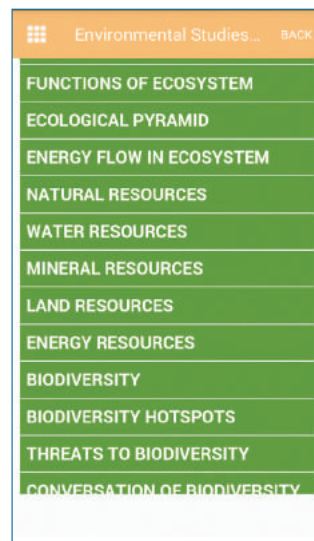 Environmental Studies... BACK
FUNCTIONS OF ECOSYSTEM
ECOLOGICAL PYRAMID
ENERGY FLOW IN ECOSYSTEM
NATURAL RESOURCES
WATER RESOURCES
MINERAL RESOURCES
LAND RESOURCES
ENERGY RESOURCES
BIODIVERSITY
BIODIVERSITY HOTSPOTS
THREATS TO BIODIVERSITY
CONVERSATION OF BIODIVERSITY